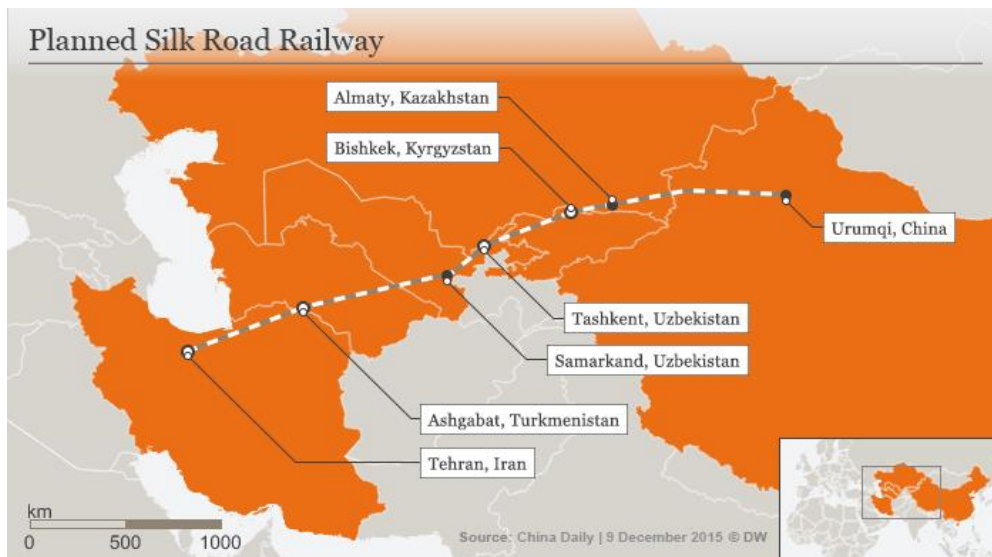 Planned Silk Road Railway
Almaty, Kazakhstan
Bishkek, Kyrgyzstan
Urumqi, China
Tashkent, Uzbekistan
Samarkand, Uzbekistan
Ashgabat, Turkmenistan
Tehran, Iran
km
0 500 1000
Source: China Daily | 9 December 2015 © DW